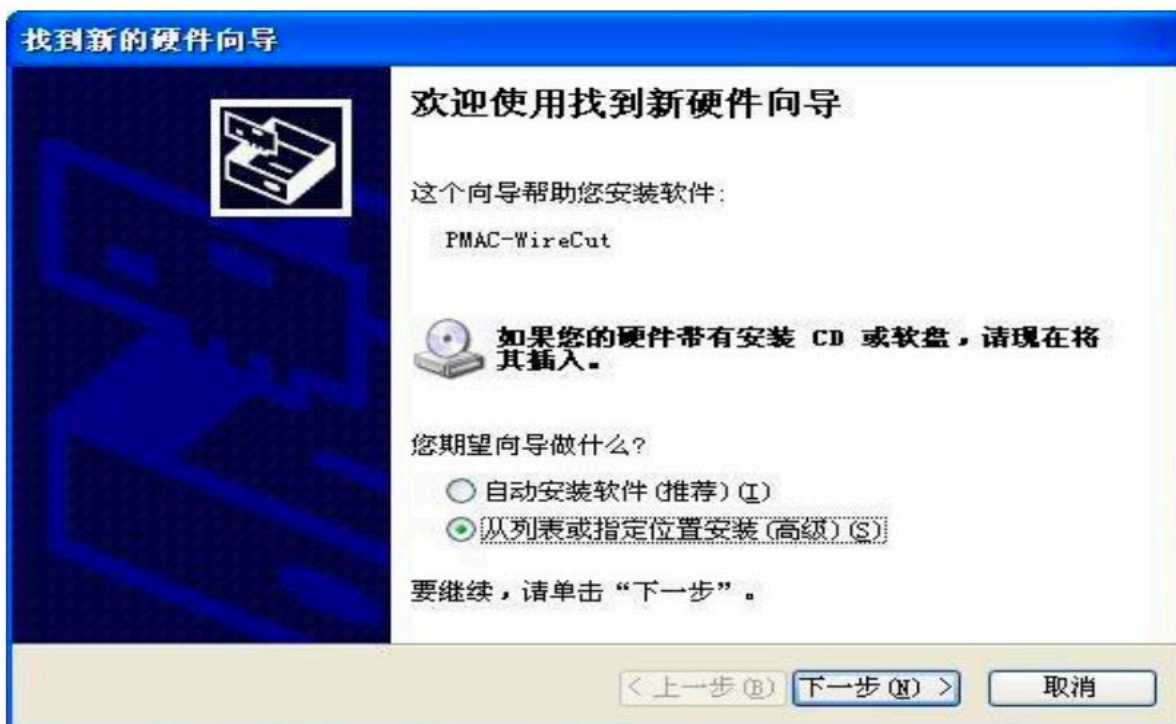 找到新的硬件向导
欢迎使用找到新硬件向导
这个向导帮助您安装软件:
PMAC-WireCut
如果您的硬件带有安装 CD 或软盘，请现在将
其插入。
您期望向导做什么?
自动安装软件(推荐)(I)
从列表或指定位置安装(高级)(S)
要继续，请单击“下一步”。
< 上一步(B)
下一步(N) >
取消